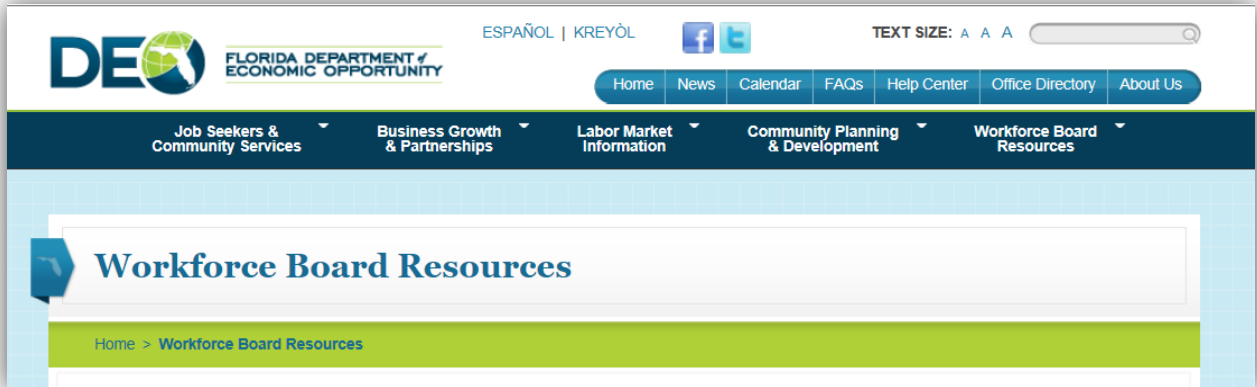 ESPAÑOL | KREYÒL
TEXT SIZE: A A A
DEO
FLORIDA DEPARTMENT of
ECONOMIC OPPORTUNITY
Home News Calendar FAQs Help Center Office Directory About Us
Job Seekers &
Community Services
Business Growth
& Partnerships
Labor Market
Information
Community Planning
& Development
Workforce Board
Resources
Workforce Board Resources
Home > Workforce Board Resources